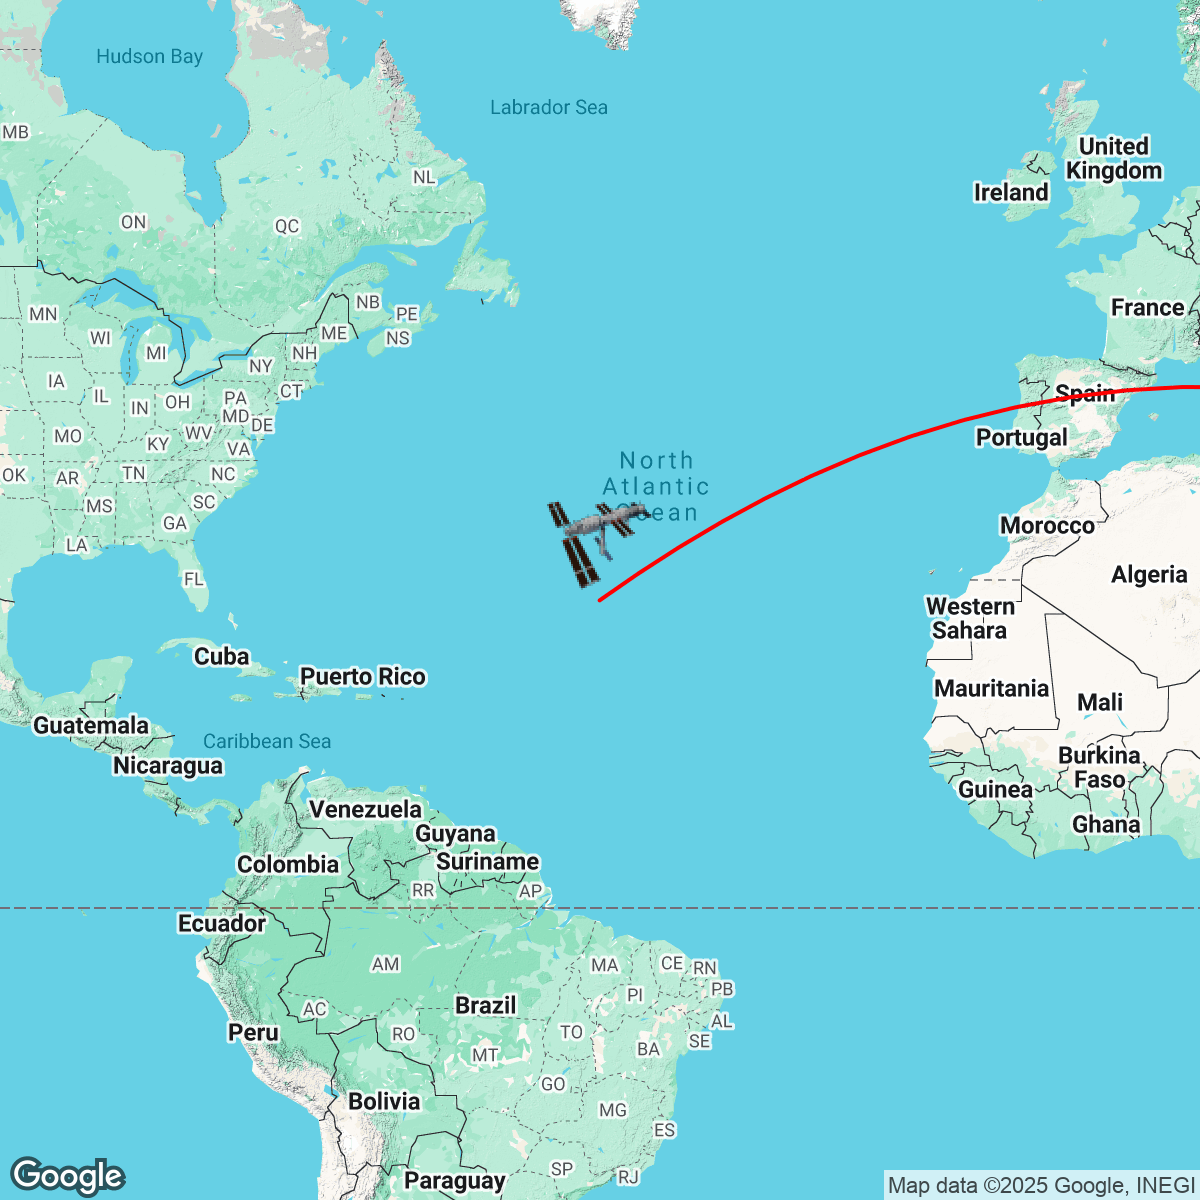 Hudson Bay
Labrador Sea
MB
United
Kingdom
NL
Ireland
ON
QC
NB
PE
France
MN
ME
NS
WI
NH
MI
NY
IA
CT
Spain
IL
PA
OH
IN
MD
DE
WV
MO
KY
VA
Portugal
North
Atlantic
Ocean
OK
AR
TN
NC
MS
SC
GA
Morocco
LA
FL
Algeria
Western
Sahara
Cuba
Puerto Rico
Mauritania
Mali
Guatemala
Caribbean Sea
Nicaragua
Burkina
Faso
Guinea
Venezuela
Ghana
Guyana
Colombia
Suriname
RR
AP
Ecuador
AM
MA
CE
RN
PB
PI
AC
Brazil
AL
Peru
RO
TO
SE
MT
BA
GO
Bolivia
MG
ES
SP
RJ
Paraguay
Google
Map data ©2025 Google, INEGI